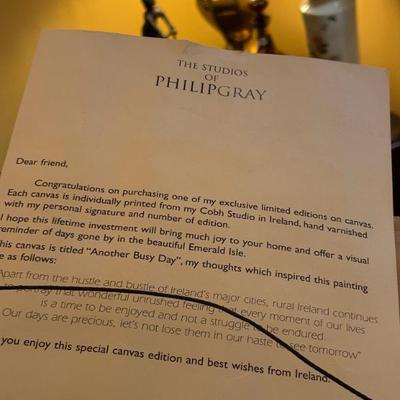 THE STUDIOS
OF
PHILIPGRAY
Dear friend,
Congratulations on purchasing one of my exclusive limited editions on canvas.
Each canvas is individually printed from my Cobh Studio in Ireland, hand varnished
with my personal signature and number of edition.
I hope this lifetime investment will bring much joy to your home and offer a visual
reminder of days gone by in the beautiful Emerald Isle.
his canvas is titled “Another Busy Day”, my thoughts which inspired this painting
e as follows:
Apart from the hustle and bustle of Ireland's major cities, rural Ireland continues
to portray that wonderful unrushed feeling that every moment of our lives
is a time to be enjoyed and not a struggle to be endured.
Our days are precious, let's not lose them in our haste to see tomorrow”
you enjoy this special canvas edition and best wishes from Ireland.